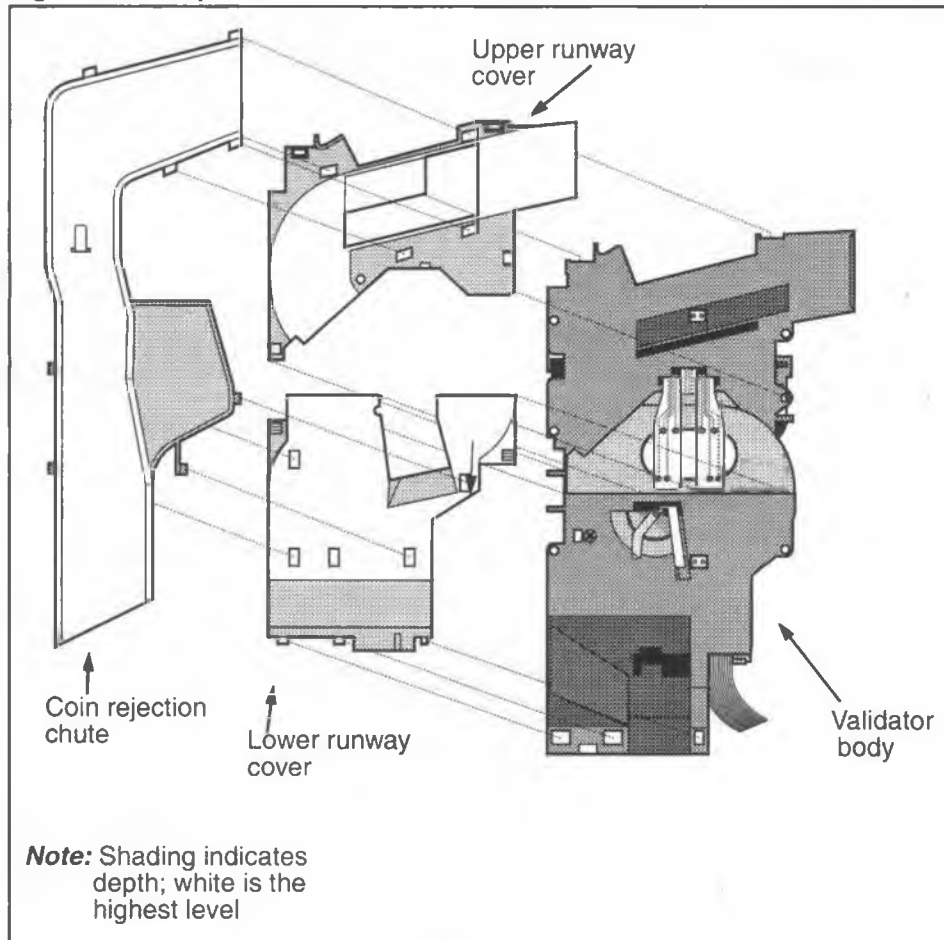 Upper runway
cover
Coin rejection
chute
Lower runway
cover
Validator
body
Note: Shading indicates
depth; white is the
highest level